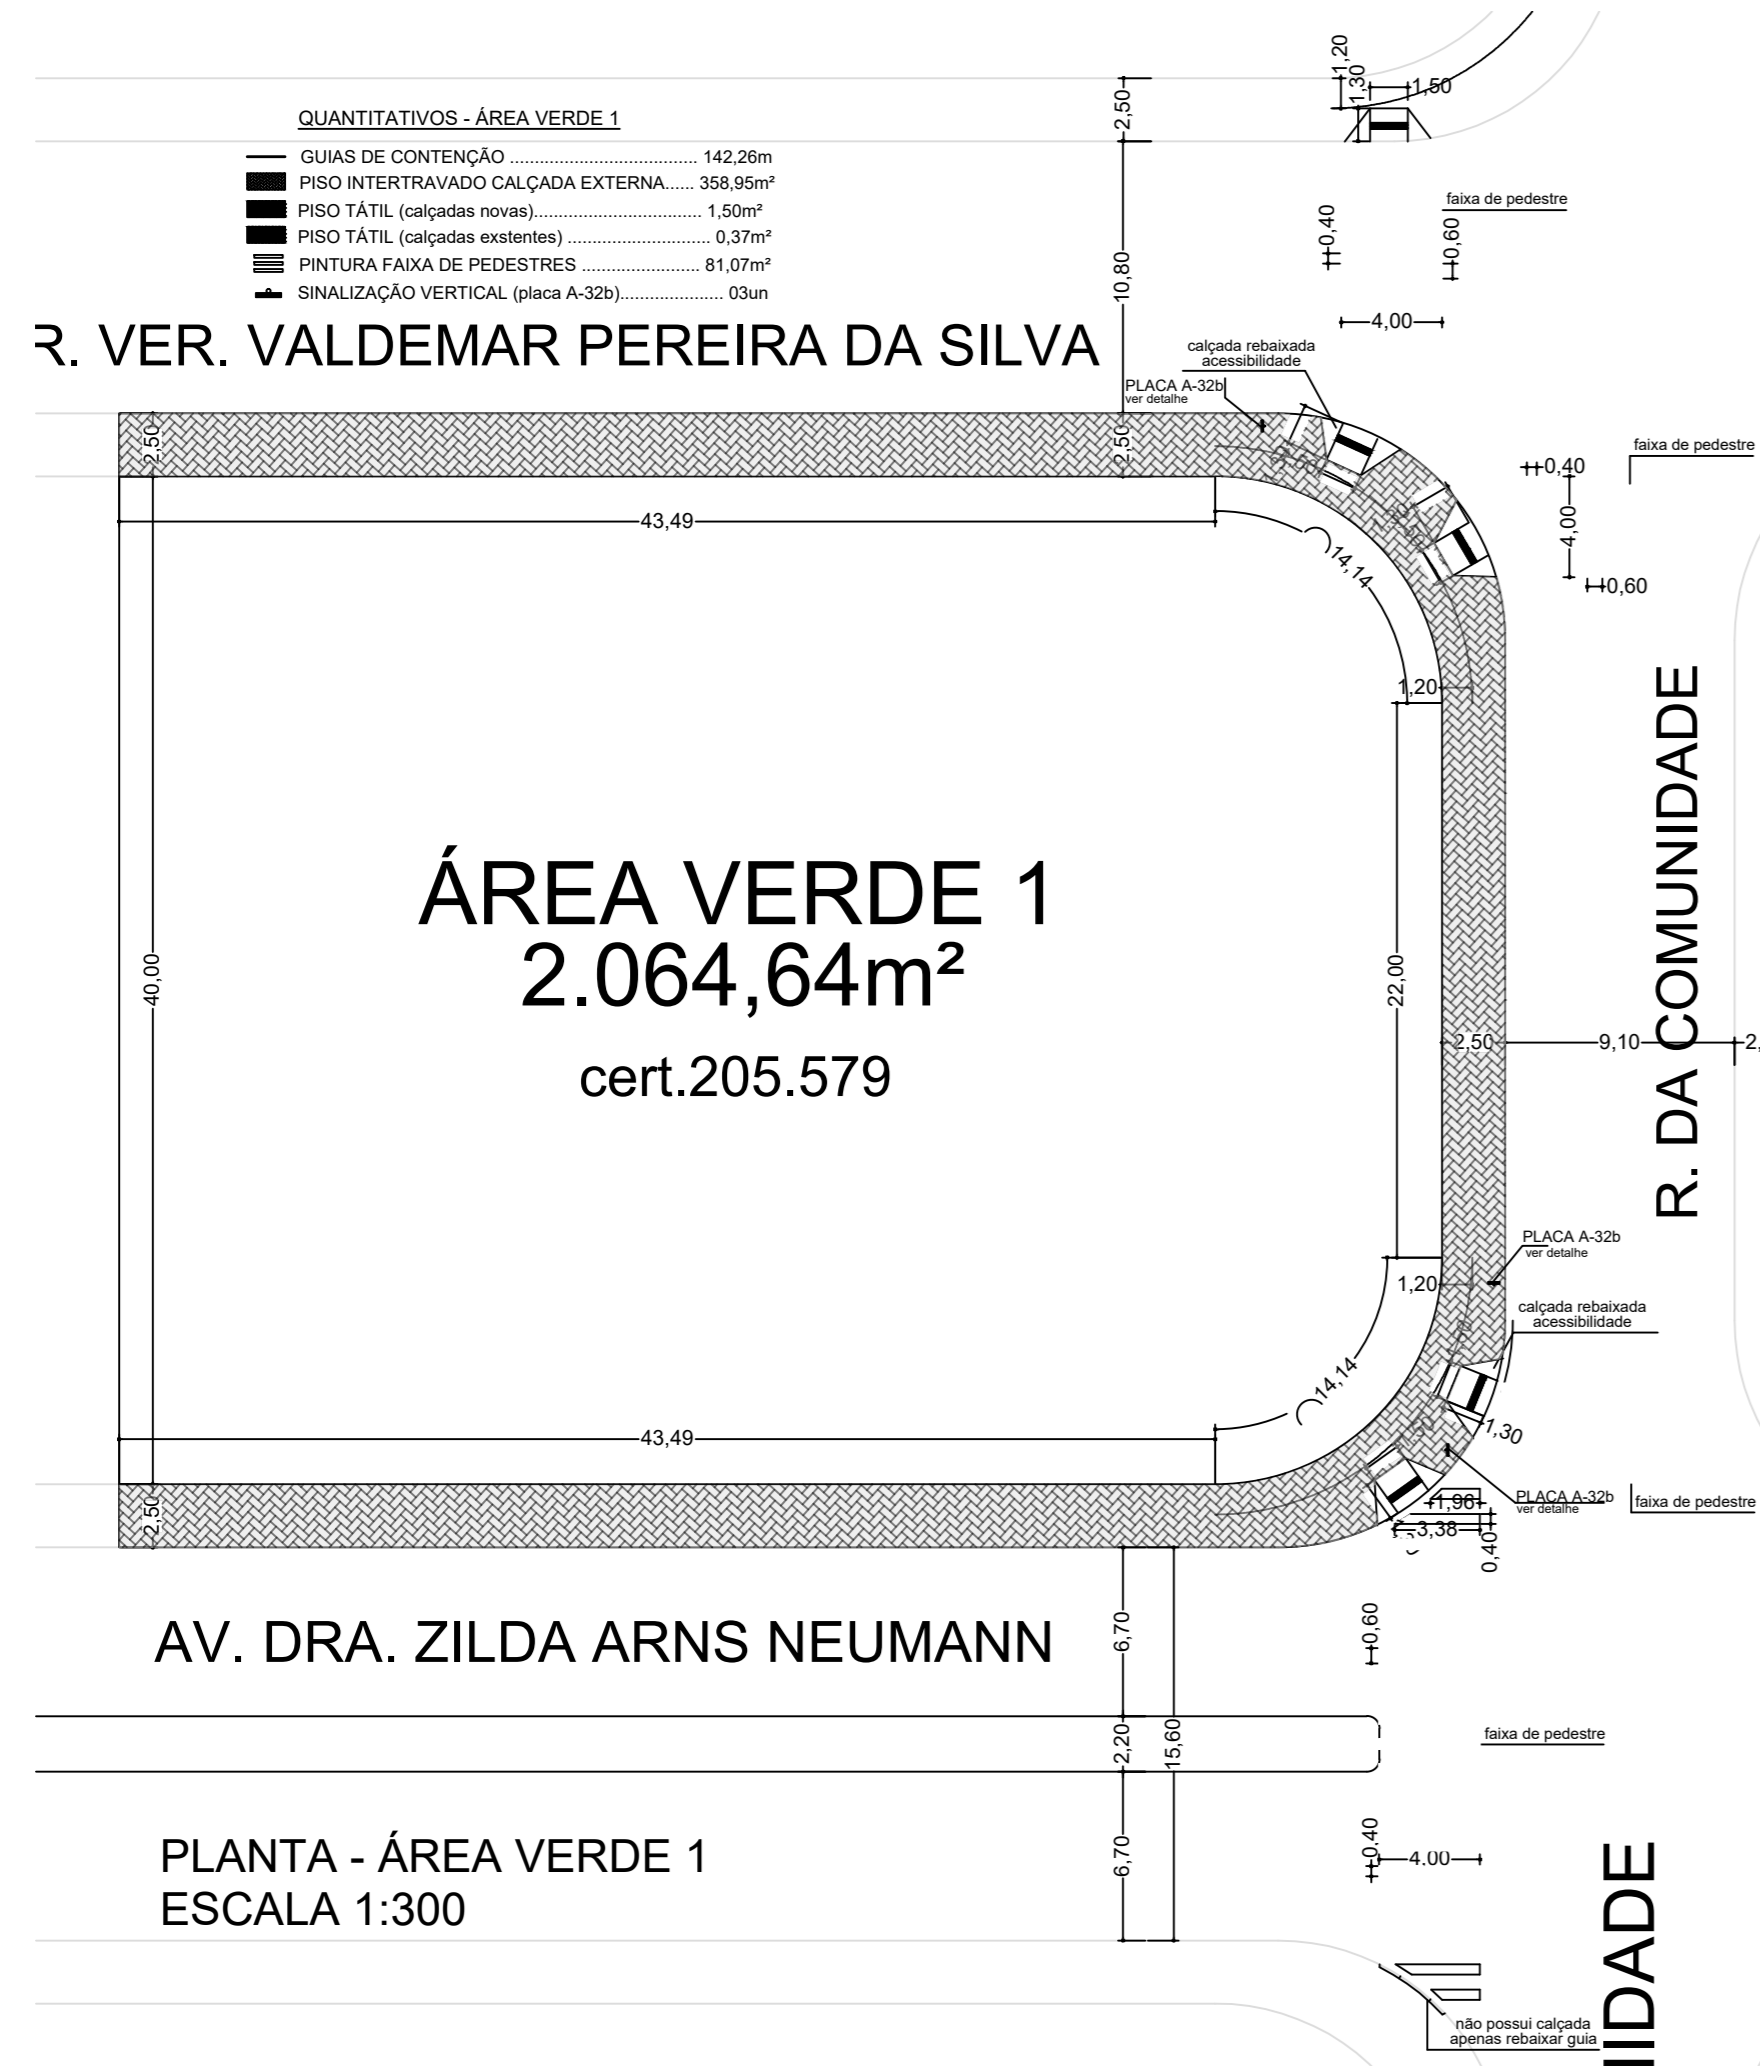 1,20
1,30
1,50
2,50
QUANTITATIVOS - ÁREA VERDE 1
GUIAS DE CONTENÇÃO ..................................... 142,26m
PISO INTERTRAVADO CALÇADA EXTERNA...... 358,95m²
PISO TÁTIL (calçadas novas)................................. 1,50m²
PISO TÁTIL (calçadas exstentes) ............................ 0,37m²
PINTURA FAIXA DE PEDESTRES ....................... 81,07m²
SINALIZAÇÃO VERTICAL (placa A-32b)..................... 03un
faixa de pedestre
0,40
0,60
10,80
4,00
R. VER. VALDEMAR PEREIRA DA SILVA
calçada rebaixada
acessibilidade
PLACA A-32b
ver detalhe
2,50
2,50
faixa de pedestre
0,40
4,00
0,60
43,49
14,14
1,20
ÁREA VERDE 1
2.064,64m²
cert.205.579
40,00
22,00
2,50
9,10
2,
R. DA COMUNIDADE
PLACA A-32b
ver detalhe
1,20
calçada rebaixada
acessibilidade
14,14
43,49
1,30
2,50
PLACA A-32b
ver detalhe
faixa de pedestre
1,96
3,38
0,40
AV. DRA. ZILDA ARNS NEUMANN
6,70
0,60
2,20
15,60
faixa de pedestre
PLANTA - ÁREA VERDE 1
ESCALA 1:300
6,70
0,40
4.00
IIDADE
não possui calçada
apenas rebaixar guia